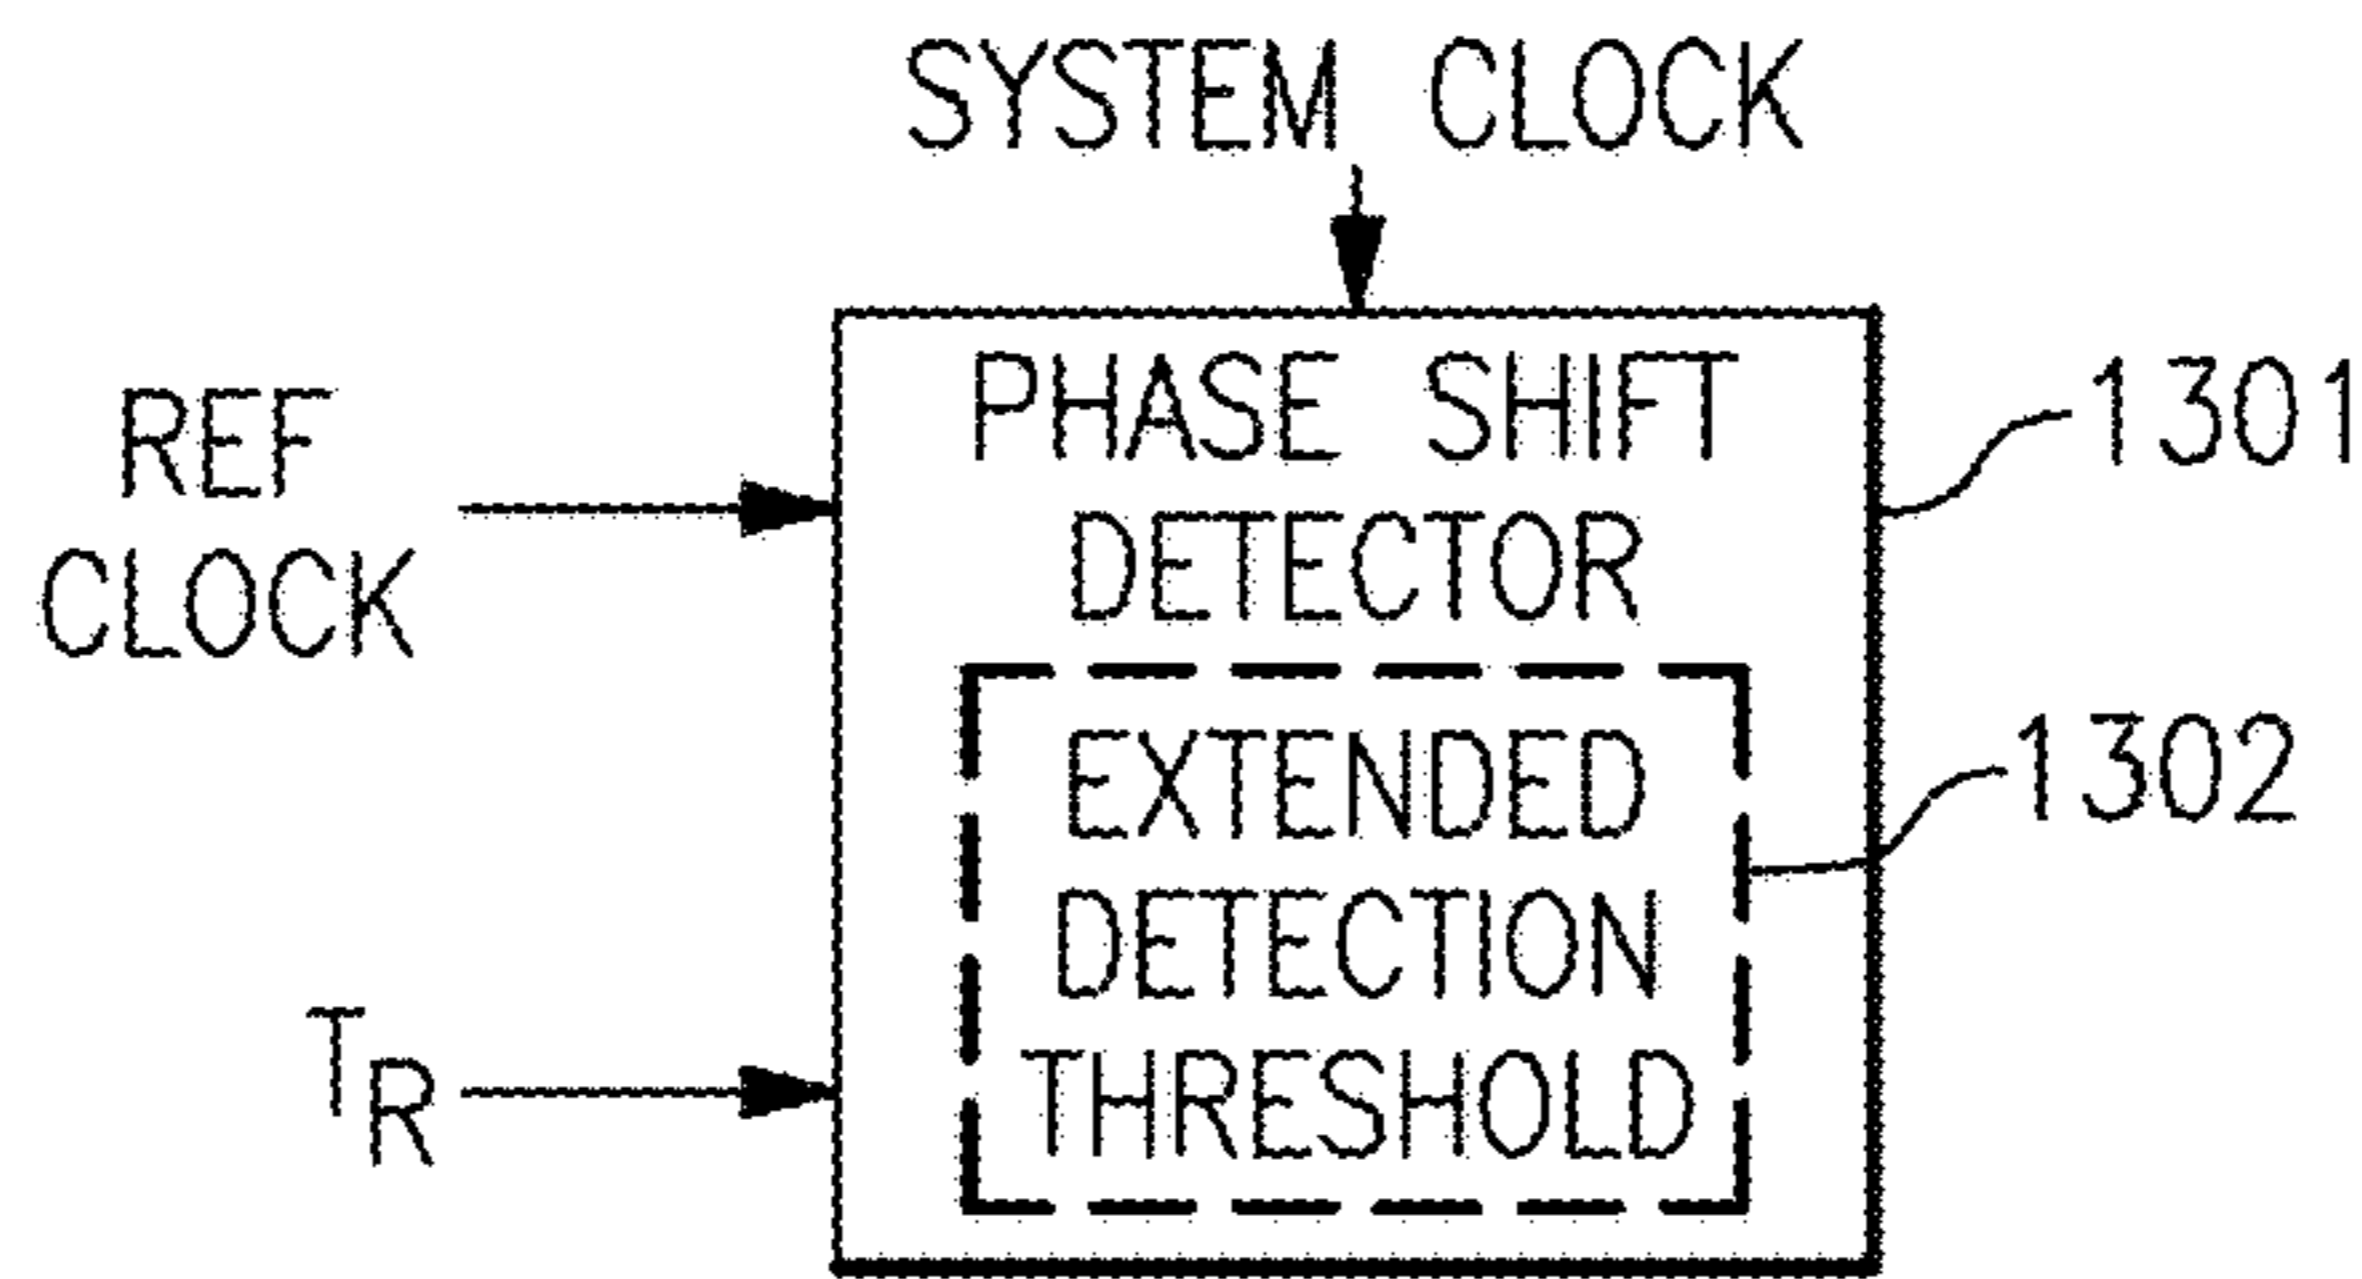 SYSTEM CLOCK
REF
CLOCK
PHASE SHIFT
DETECTOR
1301
EXTENDED
DETECTION
THRESHOLD
1302
TR